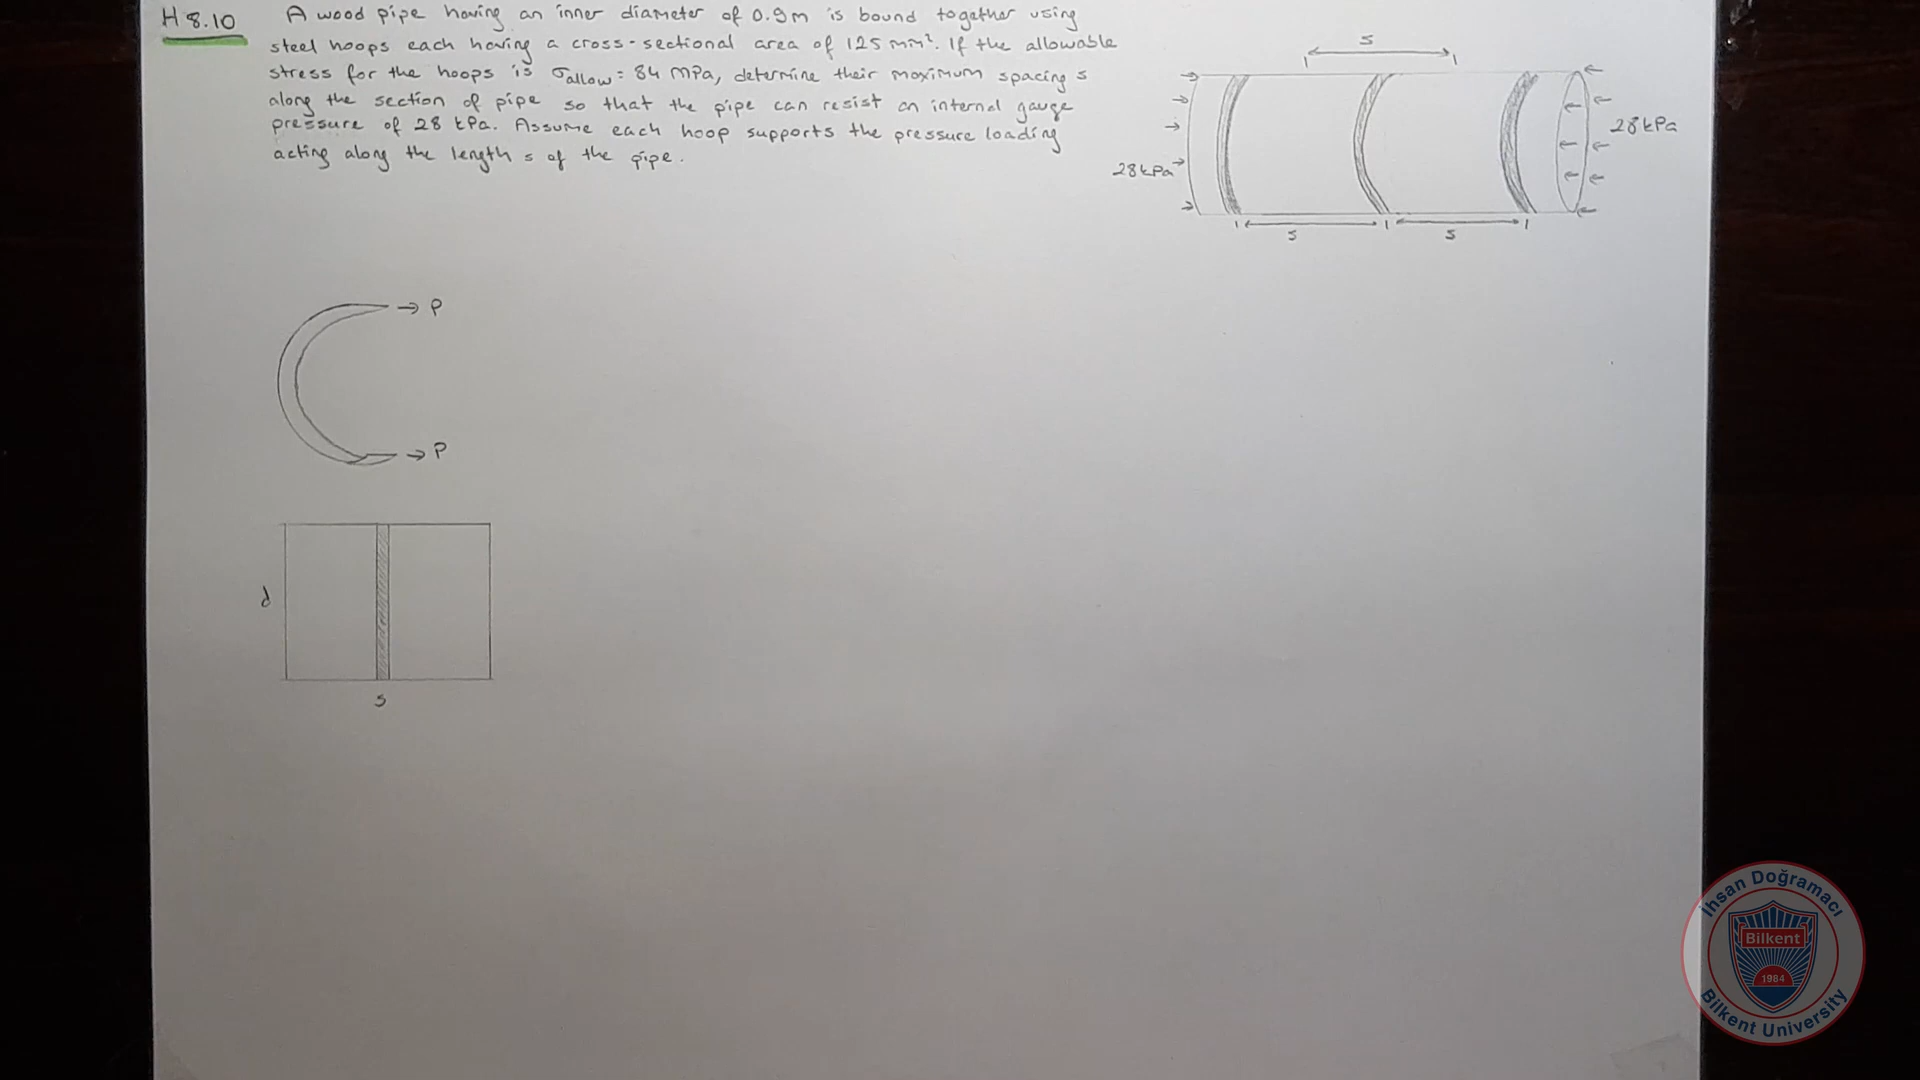 H 8.10
A wood pipe having an inner diameter of 0.9m is bound together using
steel hoops each having a cross-sectional area of 125 mm². If the allowable
stress for the hoops is σallow = 84 MPa, determine their maximum spacing s
along the section of pipe so that the pipe can resist an internal gauge
pressure of 28 kPa. Assume each hoop supports the pressure loading
acting along the length s of the pipe.
s
28 kPa
28 kPa
s
s
P
P
d
s
İhsan Doğramacı
Bilkent
1984
Bilkent University